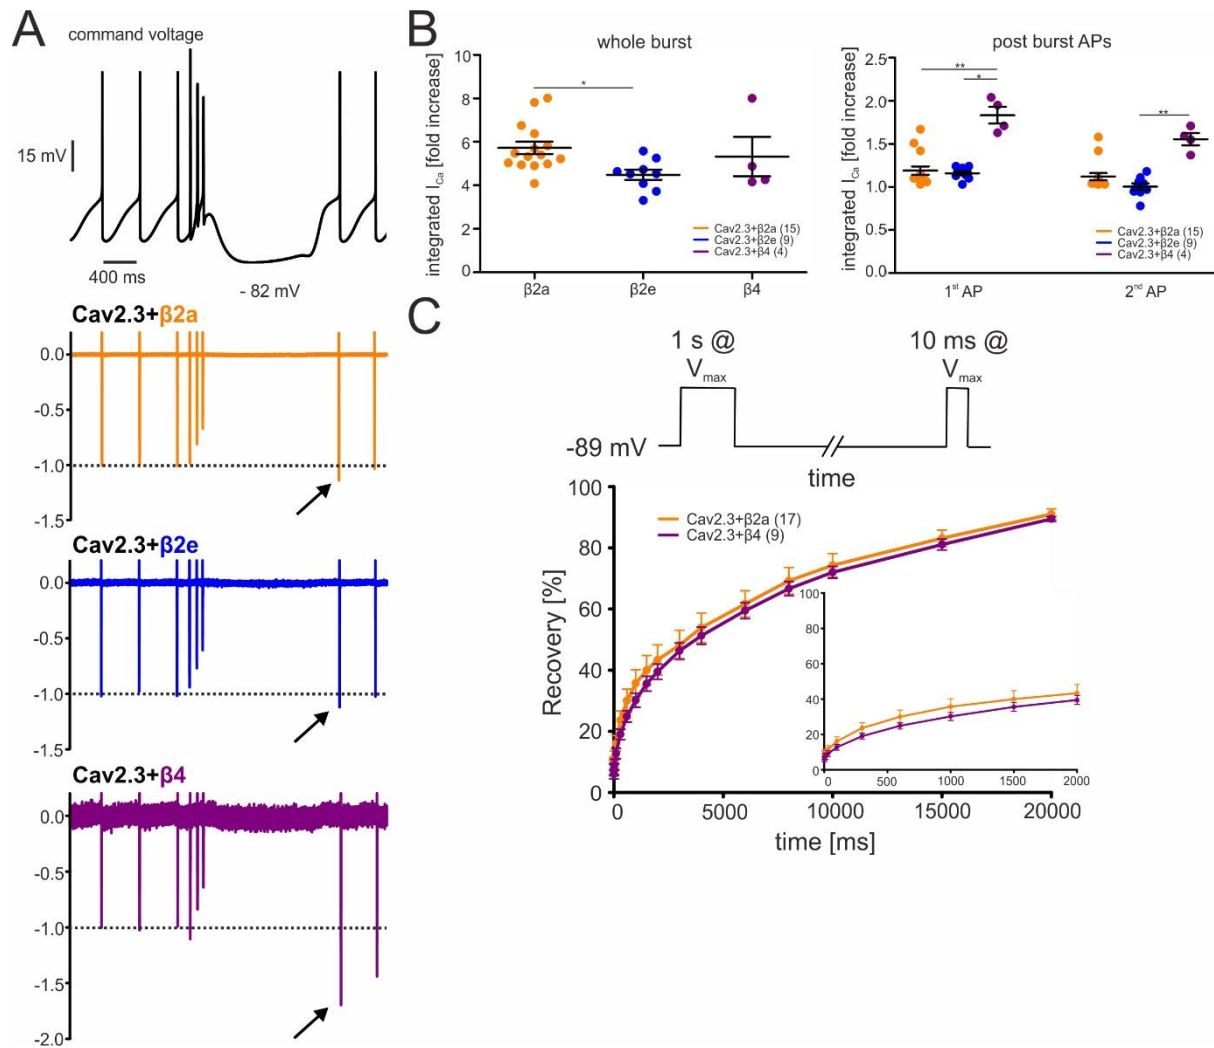 A
command voltage
15 mV
400 ms
- 82 mV
Cav2.3+β2a
0.0
-0.5
-1.0
-1.5
Cav2.3+β2e
0.0
-0.5
-1.0
-1.5
Cav2.3+β4
0.0
-0.5
-1.0
-1.5
-2.0
B
whole burst
integrated I_Ca [fold increase]
10
8
6
4
2
0
*
Cav2.3+β2a (15)
Cav2.3+β2e (9)
Cav2.3+β4 (4)
β2a
β2e
β4
post burst APs
integrated I_Ca [fold increase]
2.5
2.0
1.5
1.0
0.5
0.0
**
*
**
Cav2.3+β2a (15)
Cav2.3+β2e (9)
Cav2.3+β4 (4)
1st AP
2nd AP
C
1 s @
Vmax
10 ms @
Vmax
-89 mV
time
Recovery [%]
100
80
60
40
20
0
Cav2.3+β2a (17)
Cav2.3+β4 (9)
100
80
60
40
20
0
0
500
1000
1500
2000
0
5000
10000
15000
20000
time [ms]